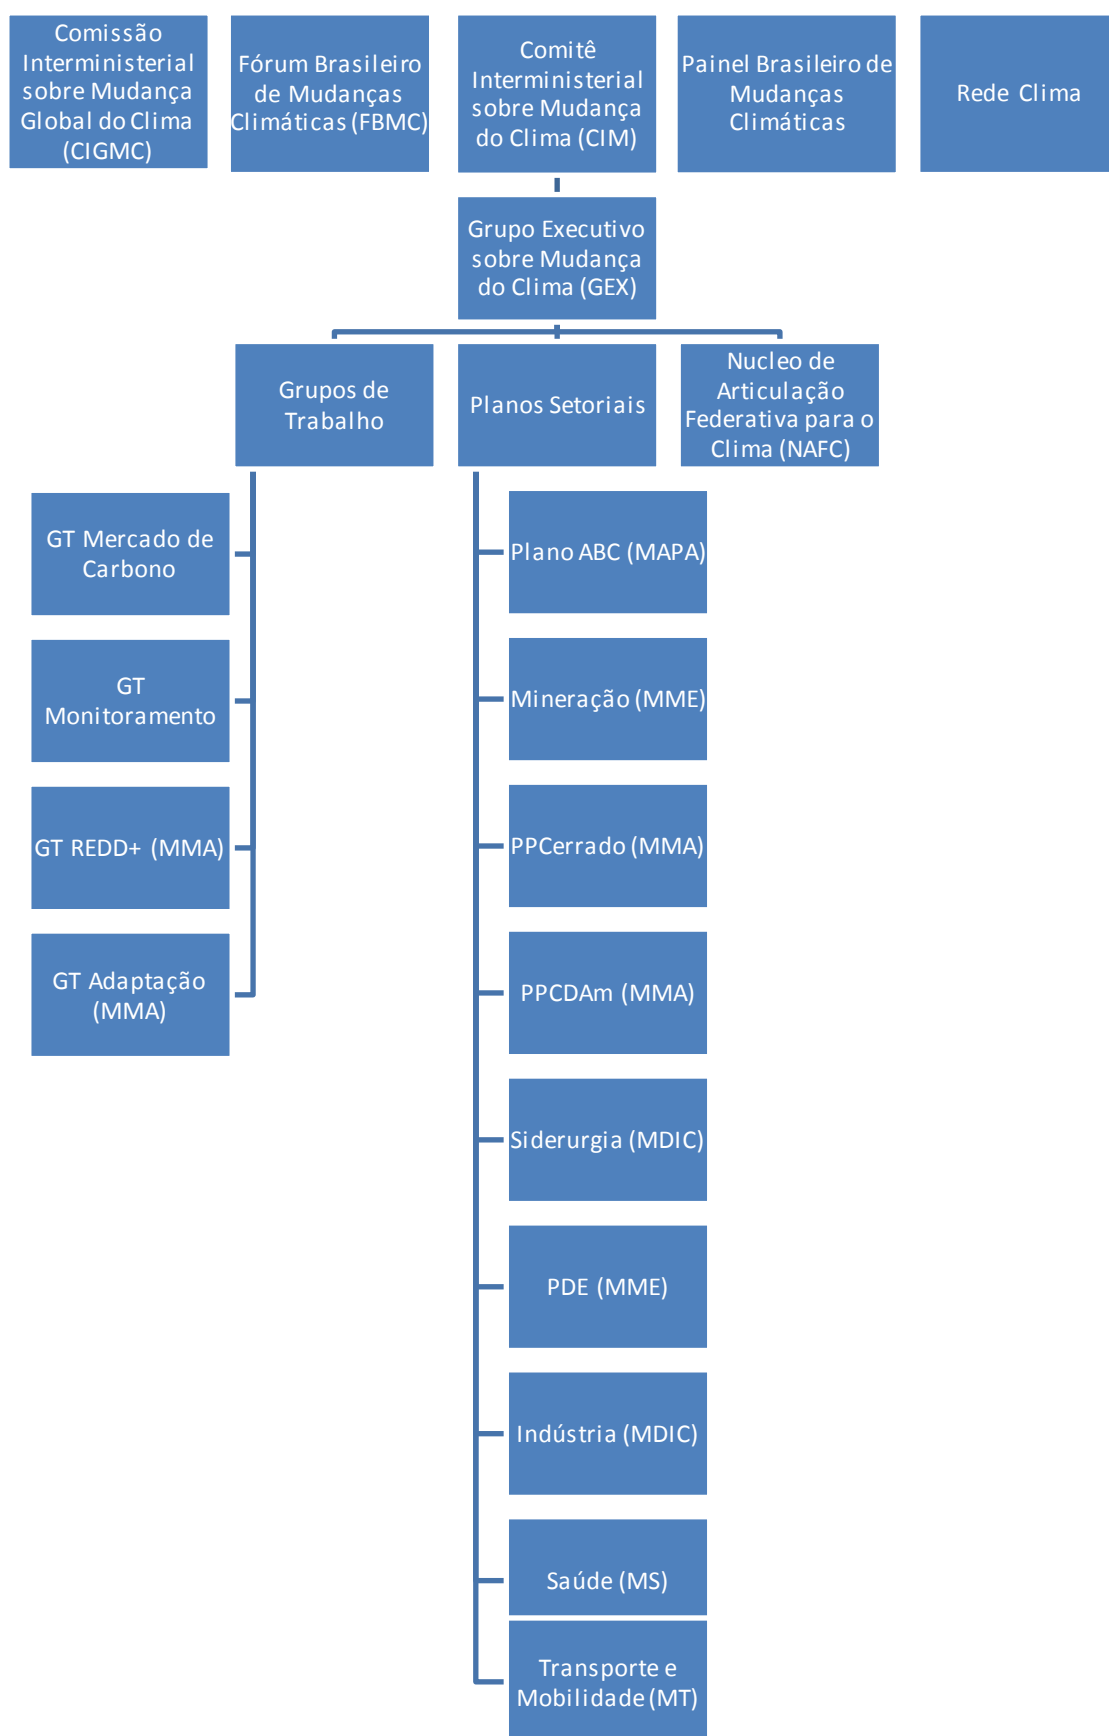 Comissão
Interministerial
sobre Mudança
Global do Clima
(CIGMC)
Fórum Brasileiro
de Mudanças
Climáticas (FBMC)
Comitê
Interministerial
sobre Mudança
do Clima (CIM)
Painel Brasileiro de
Mudanças
Climáticas
Rede Clima
Grupo Executivo
sobre Mudança
do Clima (GEX)
Grupos de
Trabalho
Planos Setoriais
Nucleo de
Articulação
Federativa para o
Clima (NAFC)
GT Mercado de
Carbono
GT
Monitoramento
GT REDD+ (MMA)
GT Adaptação
(MMA)
Plano ABC (MAPA)
Mineração (MME)
PPCerrado (MMA)
PPCDAm (MMA)
Siderurgia (MDIC)
PDE (MME)
Indústria (MDIC)
Saúde (MS)
Transporte e
Mobilidade (MT)